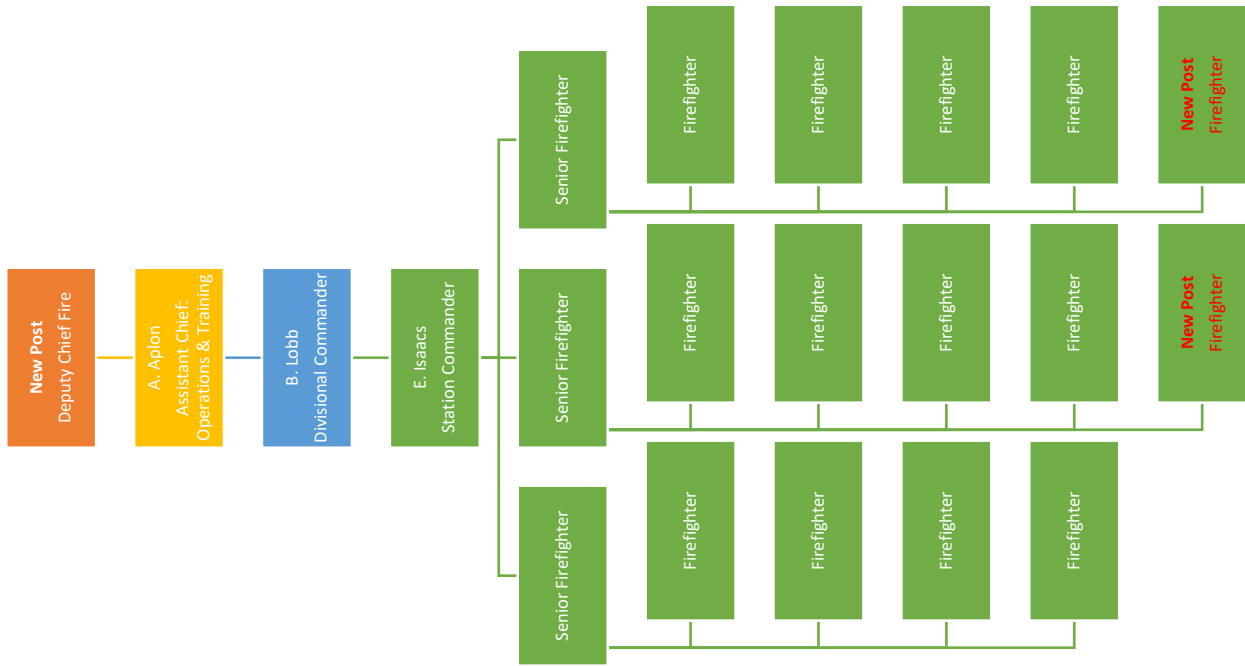 New Post
Deputy Chief Fire
A. Aplon
Assistant Chief:
Operations & Training
B. Lobb
Divisional Commander
E. Isaacs
Station Commander
Senior Firefighter
Firefighter
Firefighter
Firefighter
Firefighter
Senior Firefighter
Firefighter
Firefighter
Firefighter
Firefighter
New Post
Firefighter
Senior Firefighter
Firefighter
Firefighter
Firefighter
Firefighter
New Post
Firefighter